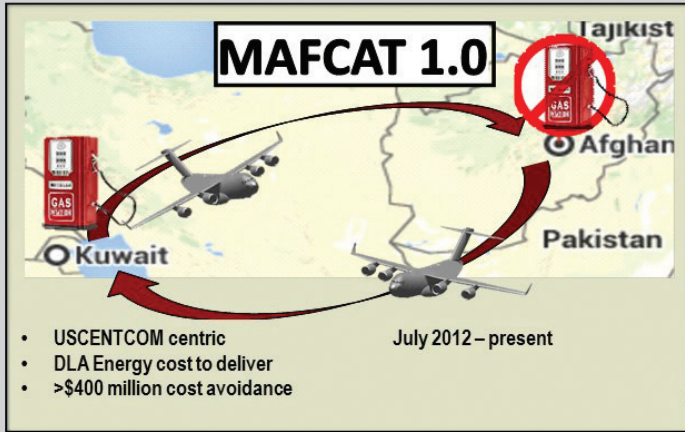 MAFCAT 1.0
Tajikist
GAS
Afghan
GAS
Kuwait
Pakistan
• USCENTCOM centric
July 2012 – present
• DLA Energy cost to deliver
• >$400 million cost avoidance